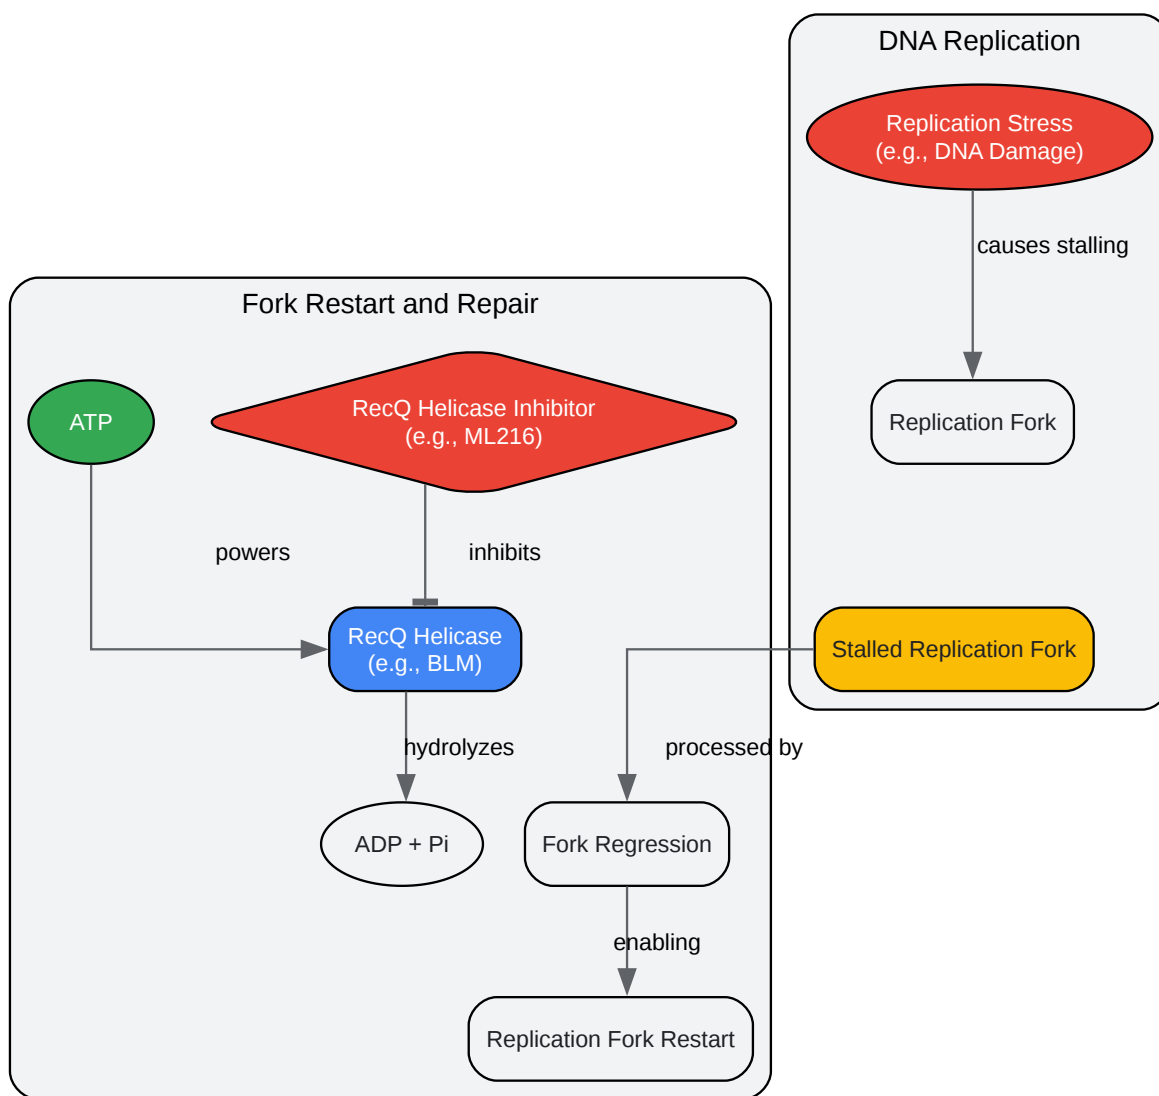 DNA Replication
Replication Stress
(e.g., DNA Damage)
causes stalling
Replication Fork
Stalled Replication Fork
Fork Restart and Repair
ATP
RecQ Helicase Inhibitor
(e.g., ML216)
powers
inhibits
RecQ Helicase
(e.g., BLM)
hydrolyzes
processed by
ADP + Pi
Fork Regression
enabling
Replication Fork Restart